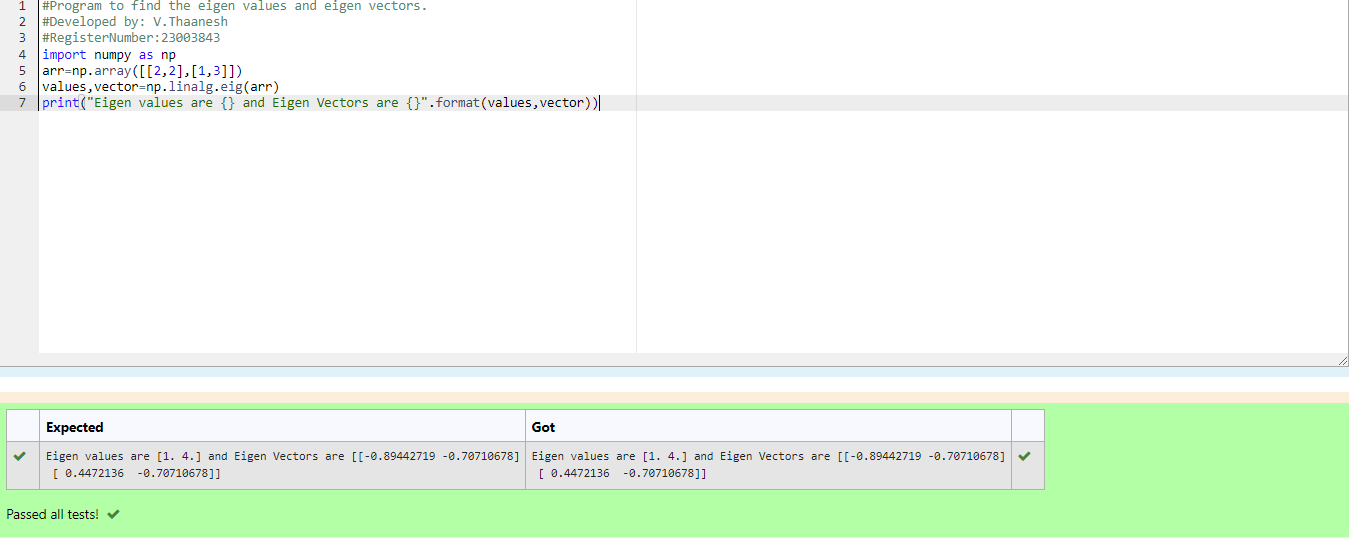 1 #Program to find the eigen values and eigen vectors.
2 #Developed by: V.Thaanesh
3 #RegisterNumber:23003843
4 import numpy as np
5 arr=np.array([[2,2],[1,3]])
6 values,vector=np.linalg.eig(arr)
7 print("Eigen values are {} and Eigen Vectors are {}".format(values,vector))
Expected Got
Eigen values are [1. 4.] and Eigen Vectors are [[-0.89442719 -0.70710678] Eigen values are [1. 4.] and Eigen Vectors are [[-0.89442719 -0.70710678]
[ 0.4472136  -0.70710678]] [ 0.4472136  -0.70710678]]
Passed all tests!